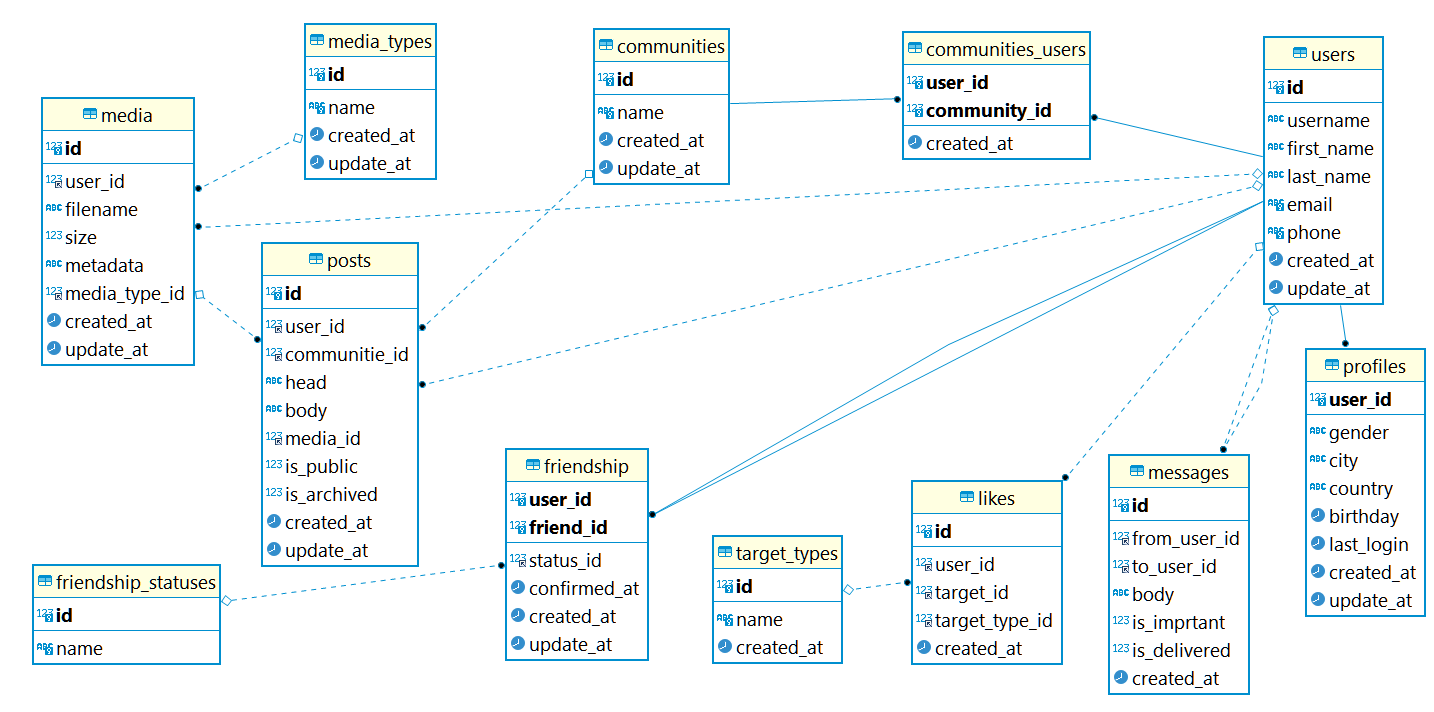 media_types
id
name
created_at
update_at
communities
id
name
created_at
update_at
communities_users
user_id
community_id
created_at
users
id
username
first_name
last_name
email
phone
created_at
update_at
media
id
user_id
filename
size
metadata
media_type_id
created_at
update_at
posts
id
user_id
communitie_id
head
body
media_id
is_public
is_archived
created_at
update_at
profiles
user_id
gender
city
country
birthday
last_login
created_at
update_at
friendship
user_id
friend_id
status_id
confirmed_at
created_at
update_at
messages
id
from_user_id
to_user_id
body
is_imprtant
is_delivered
created_at
likes
id
user_id
target_id
target_type_id
created_at
target_types
id
name
created_at
friendship_statuses
id
name